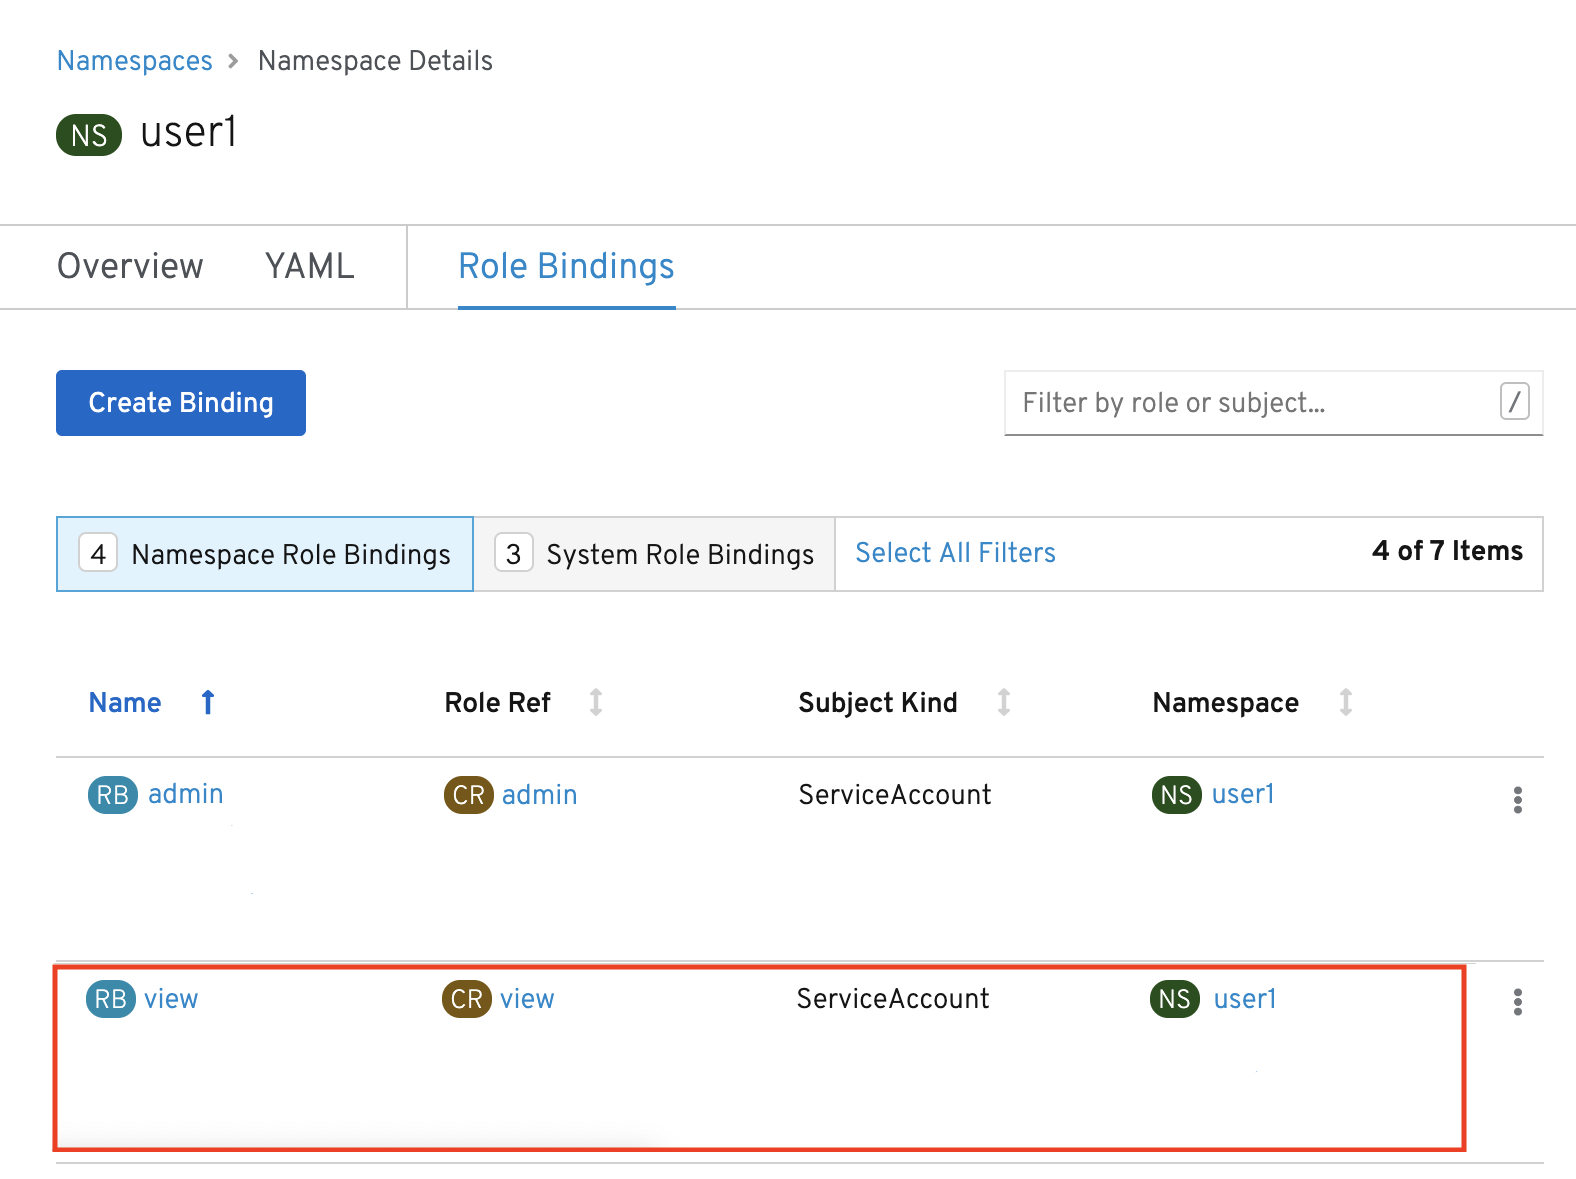 Namespaces > Namespace Details
NS user1
Overview YAML Role Bindings
Create Binding Filter by role or subject... /
4 Namespace Role Bindings 3 System Role Bindings Select All Filters 4 of 7 Items
Name Role Ref Subject Kind Namespace
RB admin CR admin ServiceAccount NS user1
RB view CR view ServiceAccount NS user1